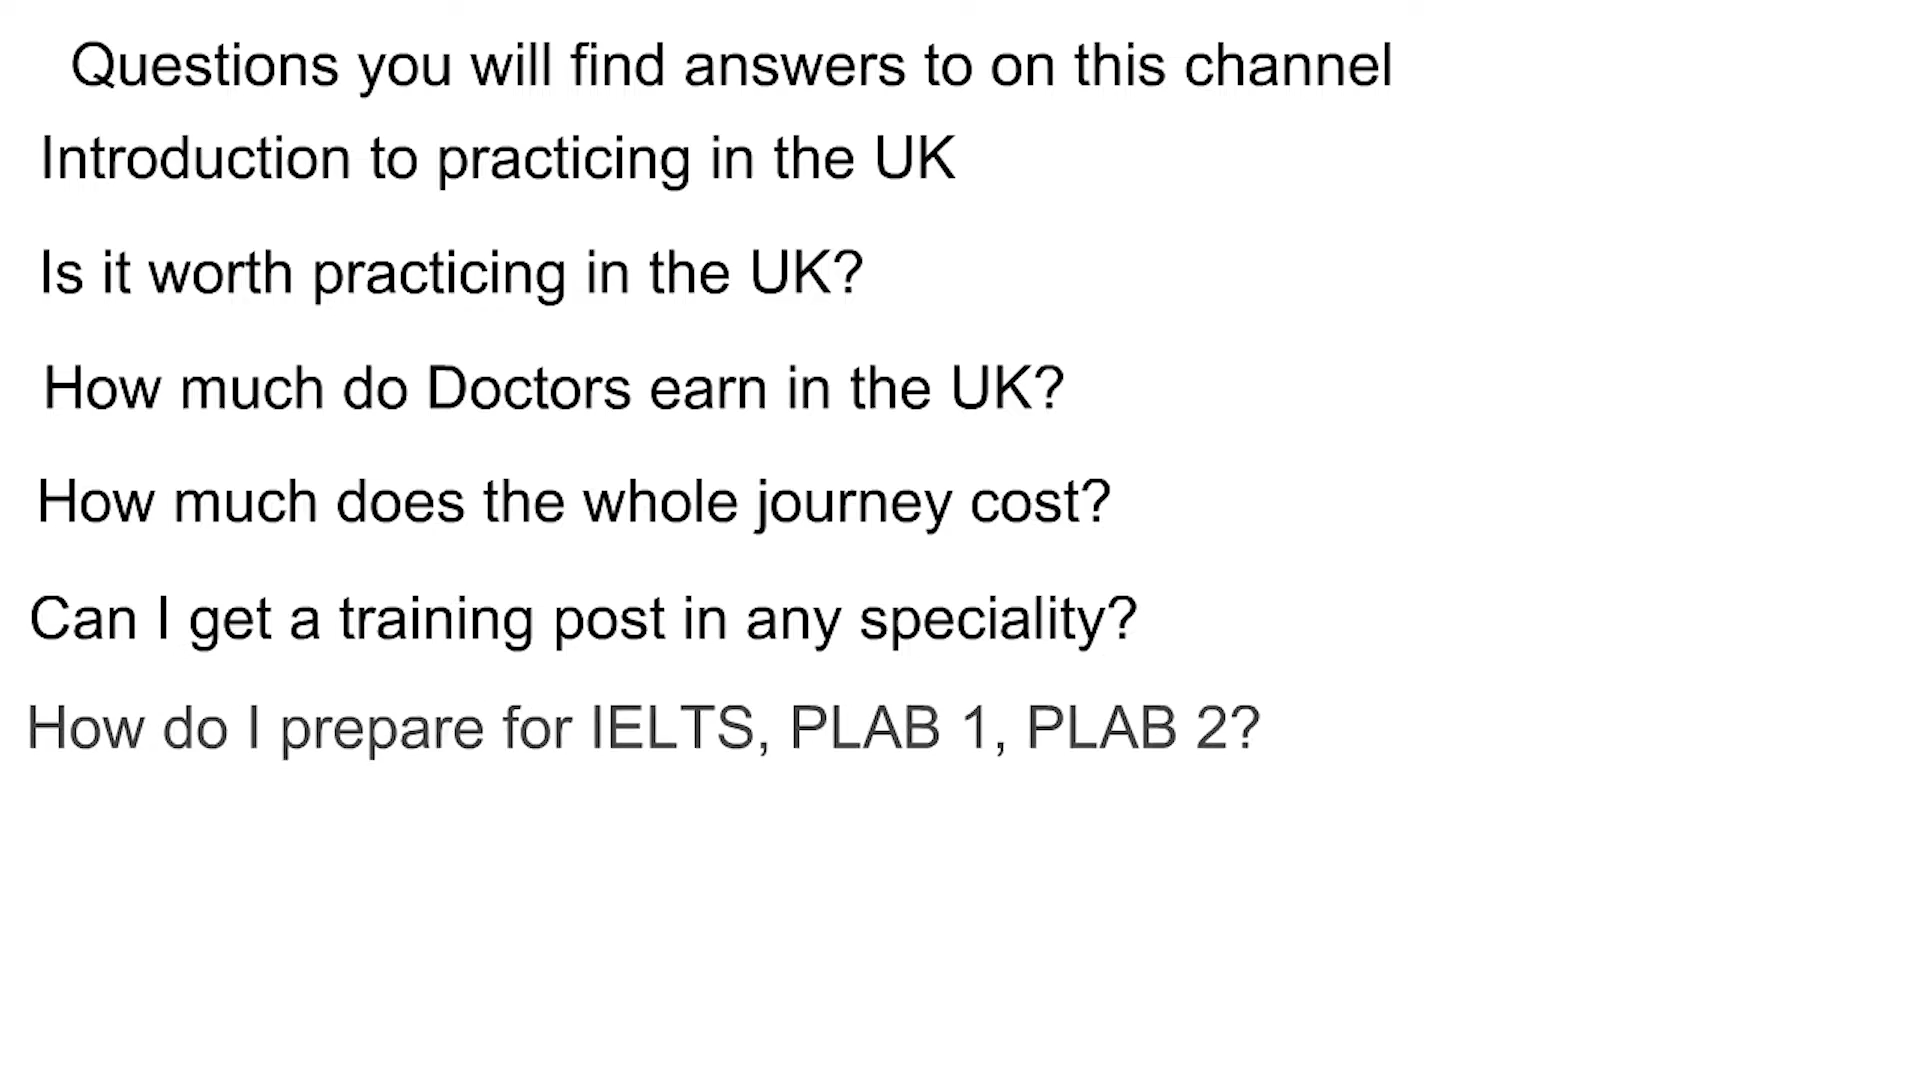 Questions you will find answers to on this channel
Introduction to practicing in the UK
Is it worth practicing in the UK?
How much do Doctors earn in the UK?
How much does the whole journey cost?
Can I get a training post in any speciality?
How do I prepare for IELTS, PLAB 1, PLAB 2?